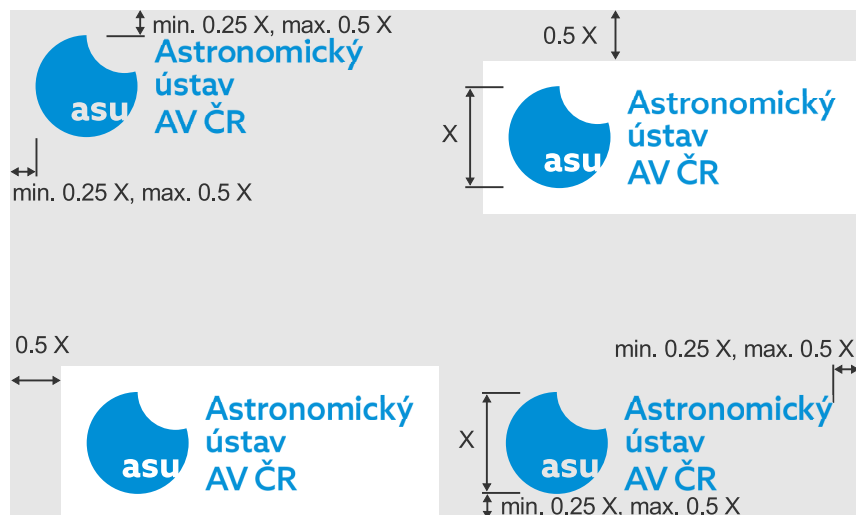 min. 0.25 X, max. 0.5 X
Astronomický
ústav
AV ČR
asu
min. 0.25 X, max. 0.5 X
0.5 X
X
Astronomický
ústav
AV ČR
asu
0.5 X
Astronomický
ústav
AV ČR
asu
min. 0.25 X, max. 0.5 X
X
Astronomický
ústav
AV ČR
asu
min. 0.25 X, max. 0.5 X